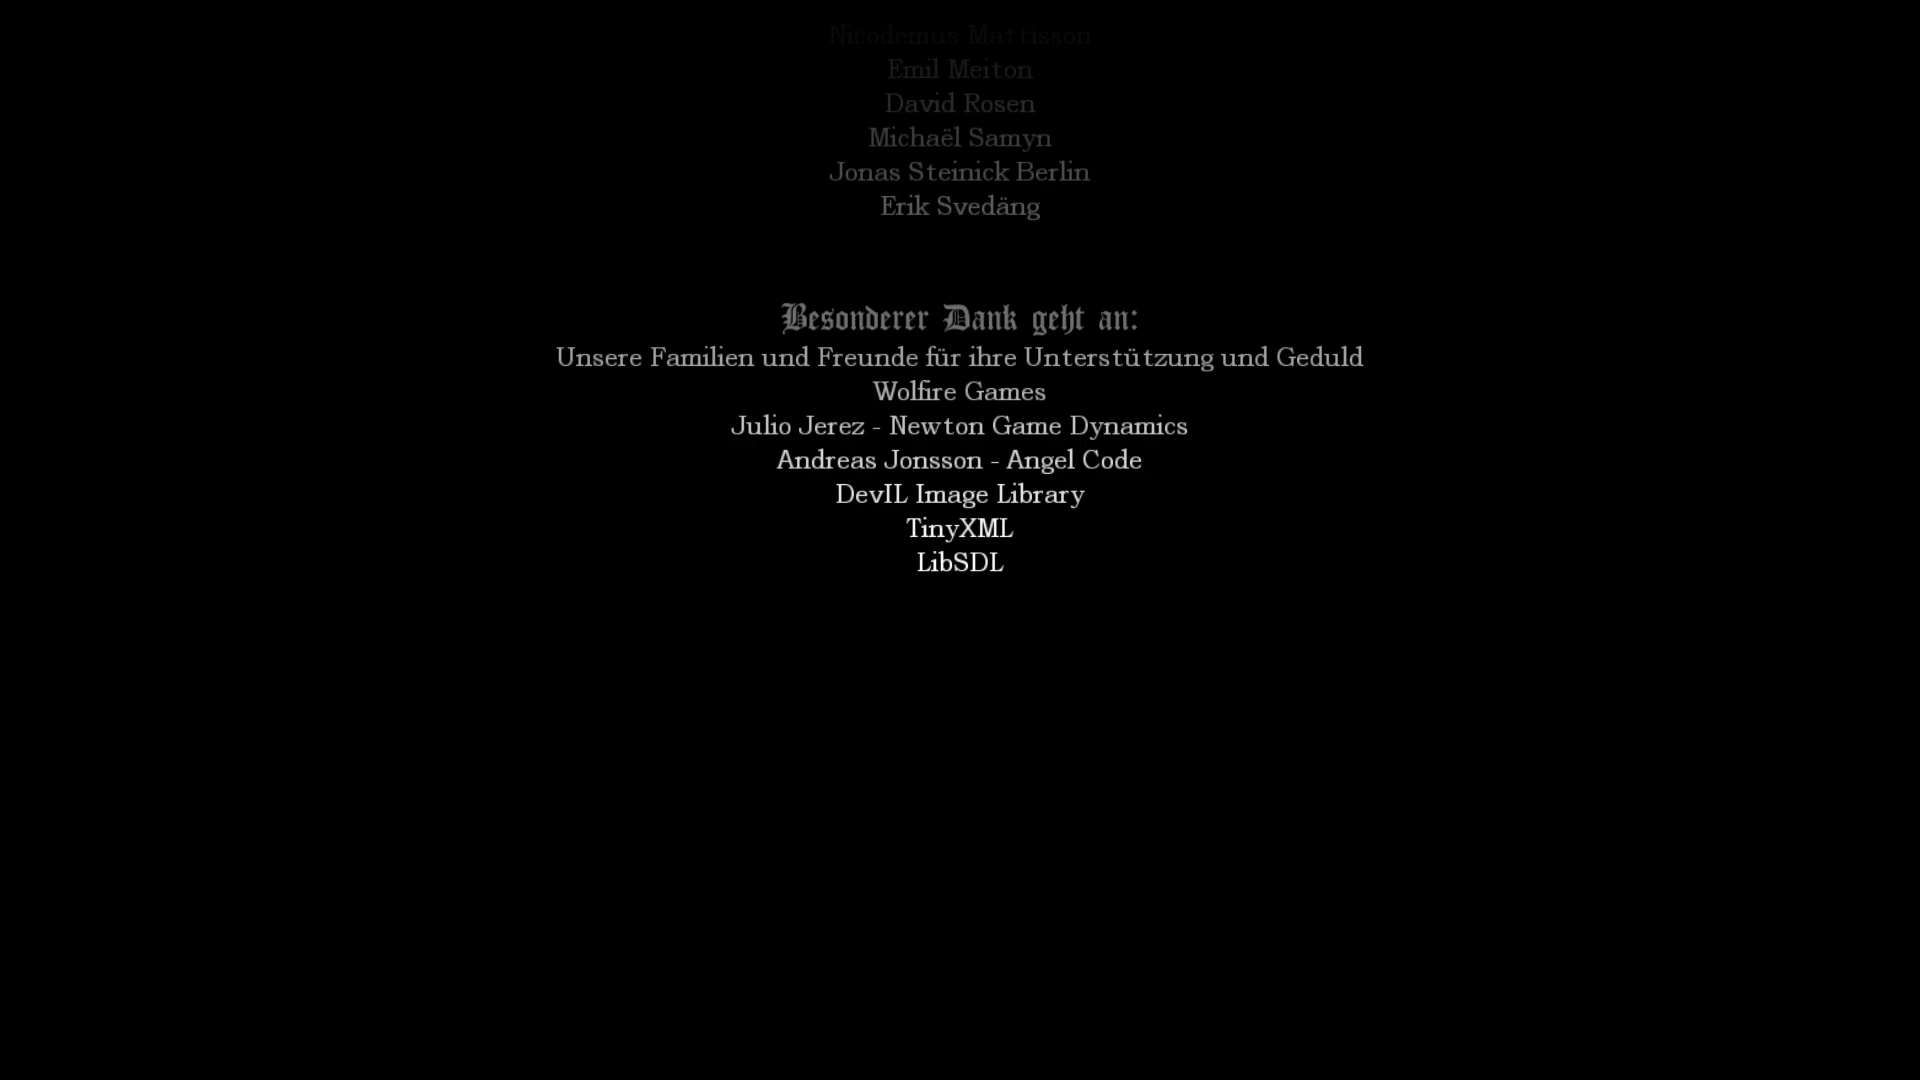 Nicodemus Mattisson
Emil Meiton
David Rosen
Michaël Samyn
Jonas Steinick Berlin
Erik Svedäng
Besonderer Dank geht an:
Unsere Familien und Freunde für ihre Unterstützung und Geduld
Wolfire Games
Julio Jerez - Newton Game Dynamics
Andreas Jonsson - Angel Code
DevIL Image Library
TinyXML
LibSDL